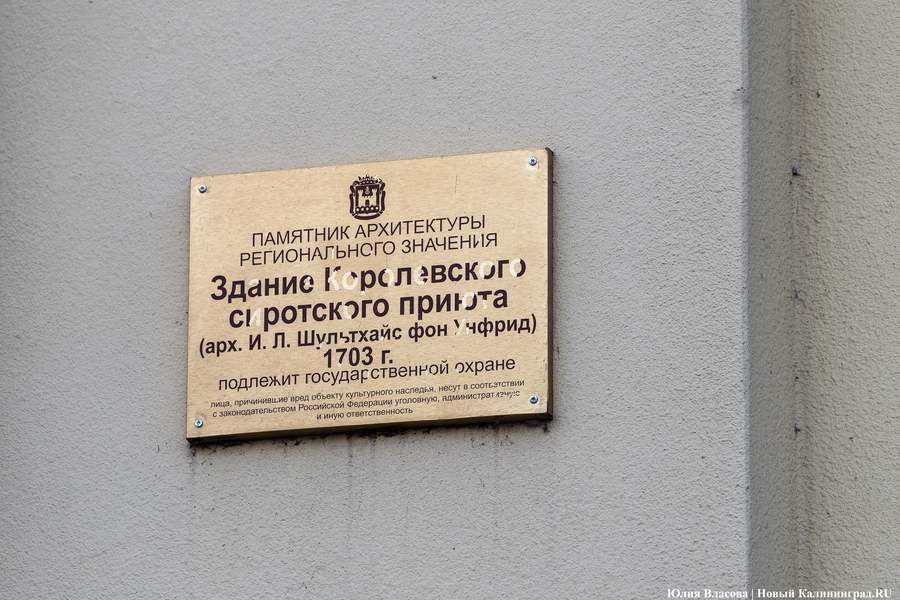 ПАМЯТНИК АРХИТЕКТУРЫ
РЕГИОНАЛЬНОГО ЗНАЧЕНИЯ
Здание Королевского
сиротского приюта
(арх. И. Л. Шультхайс фон Унфрид)
1703 г.
подлежит государственной охране
лица, причинившие вред объекту культурного наследья, несут в соответствии
с законодательством Российской Федерации уголовную, административную
и иную ответственность
Юлия Власова | Новый Калининград.RU